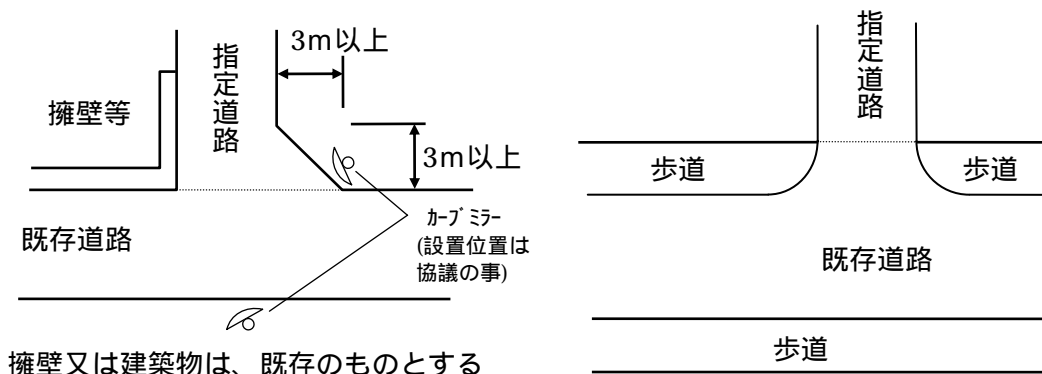 3m以上
指定道路
擁壁等
3m以上
既存道路
ｶｰﾌﾞﾐﾗｰ
(設置位置は
協議の事)
擁壁又は建築物は、既存のものとする
指定道路
歩道
歩道
既存道路
歩道